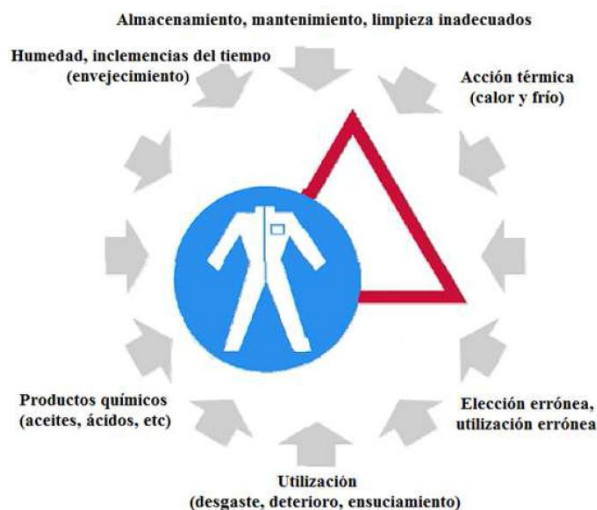 Almacenamiento, mantenimiento, limpieza inadecuados
Humedad, inclemencias del tiempo
(envejecimiento)
Acción térmica
(calor y frío)
Productos químicos
(aceites, ácidos, etc)
Elección errónea,
utilización errónea
Utilización
(desgaste, deterioro, ensuciamiento)